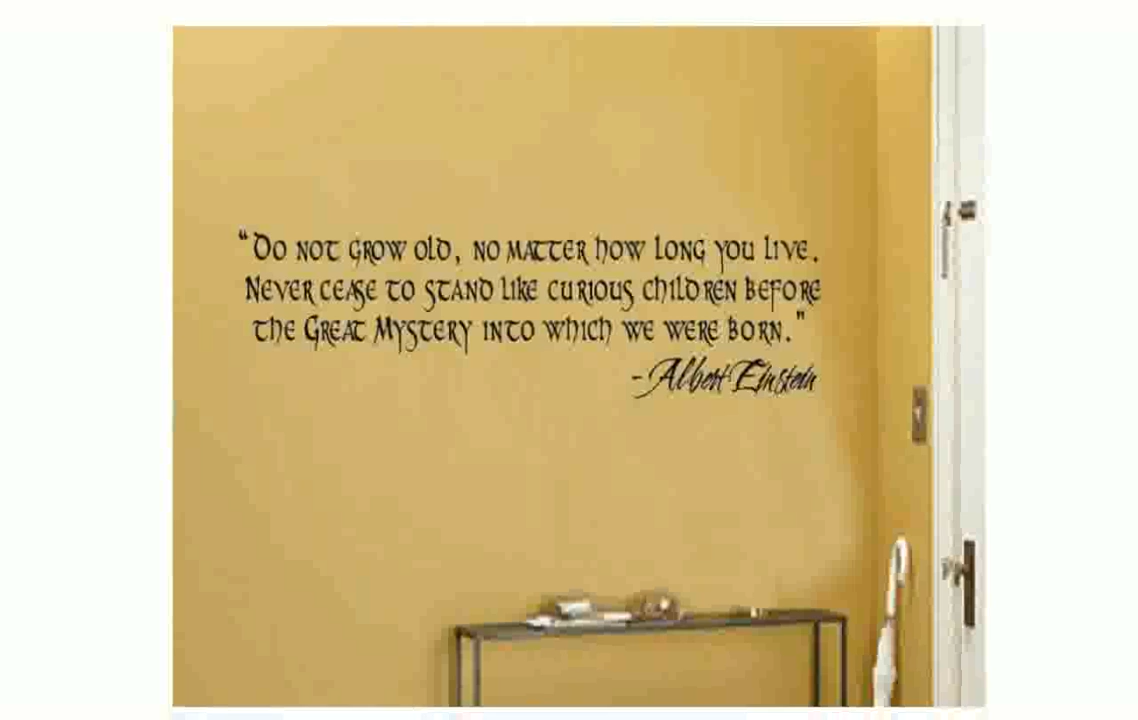 “Do not grow old, no matter how long you live.
Never cease to stand like curious children before
the Great Mystery into which we were born.”
- Albert Einstein